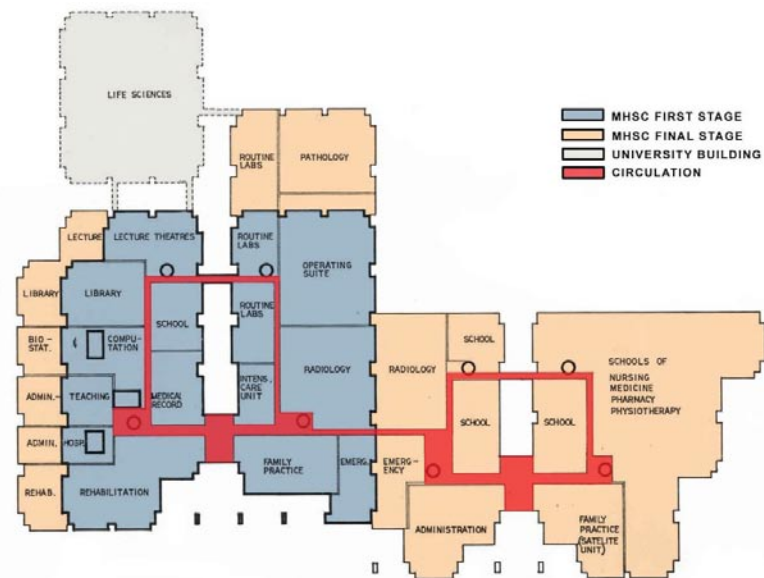 LIFE SCIENCES
MHSC FIRST STAGE
MHSC FINAL STAGE
UNIVERSITY BUILDING
CIRCULATION
ROUTINE
LABS
PATHOLOGY
LECTURE
LECTURE THEATRES
ROUTINE
LABS
OPERATING
SUITE
LIBRARY
LIBRARY
SCHOOL
ROUTINE
LABS
BIO-
STAT.
COMPU-
TATION
RADIOLOGY
RADIOLOGY
SCHOOL
SCHOOLS OF
NURSING
MEDICINE
PHARMACY
PHYSIOTHERAPY
ADMIN.
TEACHING
MEDICAL
RECORD
INTENS.
CARE
UNIT
SCHOOL
SCHOOL
ADMIN.
HOSP.
FAMILY
PRACTICE
EMERG.
EMERG-
ENCY
REHAB.
REHABILITATION
ADMINISTRATION
FAMILY
PRACTICE
(SATELITE
UNIT)